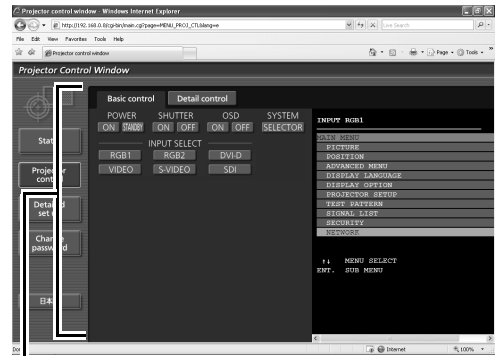 Projector control window - Windows Internet Explorer
http://192.168.0.8/cgi-bin/main.cgi?page=MENU_PROJ_CTL&lang=e
Live Search
File Edit View Favorites Tools Help
Projector control window
Page Tools
Projector Control Window
Basic control Detail control
POWER SHUTTER OSD SYSTEM
ON STANDBY ON OFF ON OFF SELECTOR
INPUT SELECT
RGB1 RGB2 DVI-D
VIDEO S-VIDEO SDI
Projector control
Detailed set
Change password
日本
INPUT RGB1
MAIN MENU
PICTURE
POSITION
ADVANCED MENU
DISPLAY LANGUAGE
DISPLAY OPTION
PROJECTOR SETUP
TEST PATTERN
SIGNAL LIST
SECURITY
NETWORK
↑↓ MENU SELECT
ENT. SUB MENU
Internet 100%